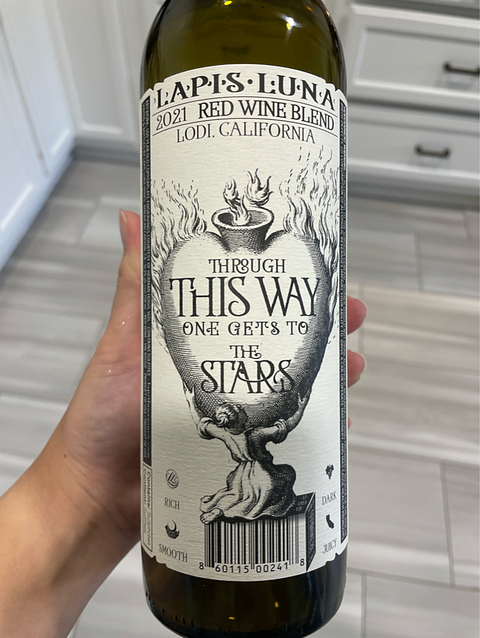 LAPIS·LUNA
2021 RED WINE BLEND
LODI, CALIFORNIA
THROUGH
THIS WAY
ONE GETS TO
THE
STARS
RICH
DARK
SMOOTH
JUICY
8 60115 00241 8